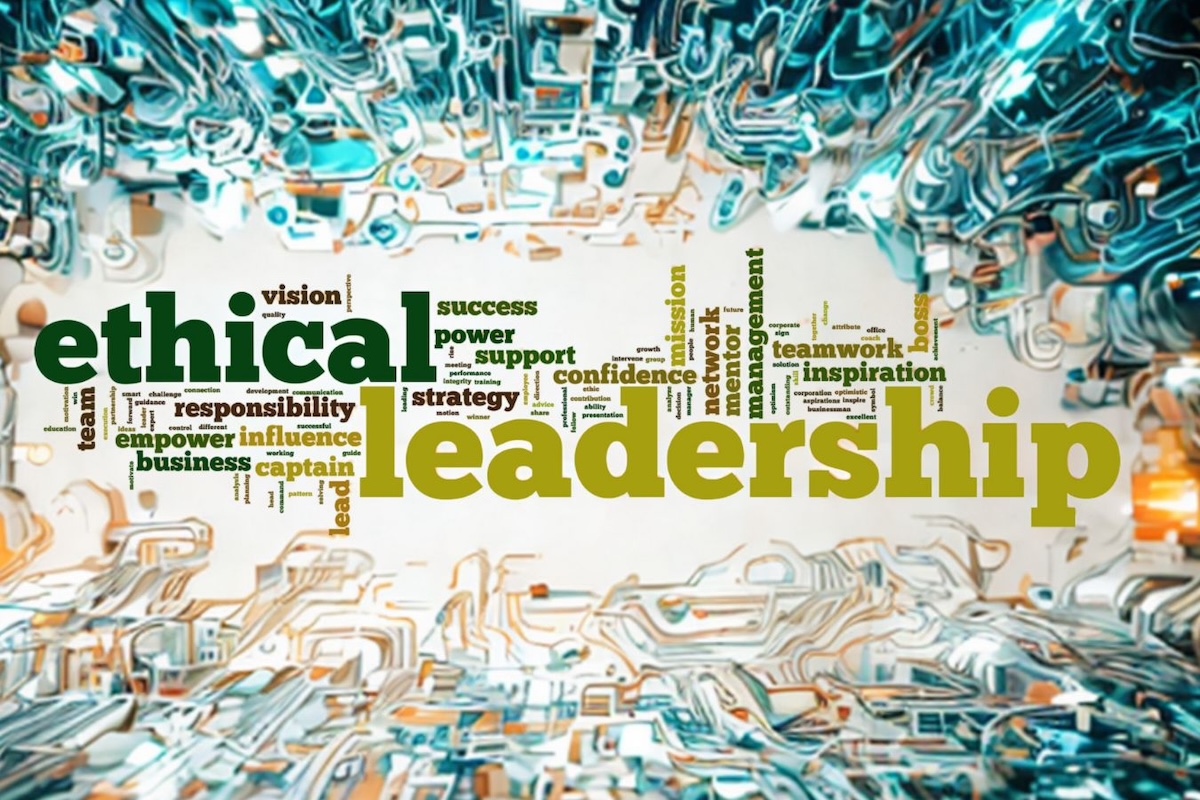 vision
perspective
quality
ethical
success
power
rise
support
meeting
performance
integrity training
growth
intervene group
confidence
mission
people
human
network
future
mentor
management
corporate
sign
together
change
attribute
office
coach
teamwork
boss
achievement
solution
inspiration
motivation
win
team
education
execution
partnership
smart
challenge
guidance
forward
leader
expert
ideas
connection
development
communicating
responsibility
control
different
successful
empower
influence
working
guide
business
captain
motivate
analysis
planning
head
command
pattern
solving
lead
leading
strategy
motion
winner
employee
direction
advice
share
professional
ethic
contribution
ability
presentation
analyze
decision
manager
optimism
outstanding
skill
corporation
optimistic
aspirations
inspire
businessman
symbol
excellent
crowd
balance
leadership